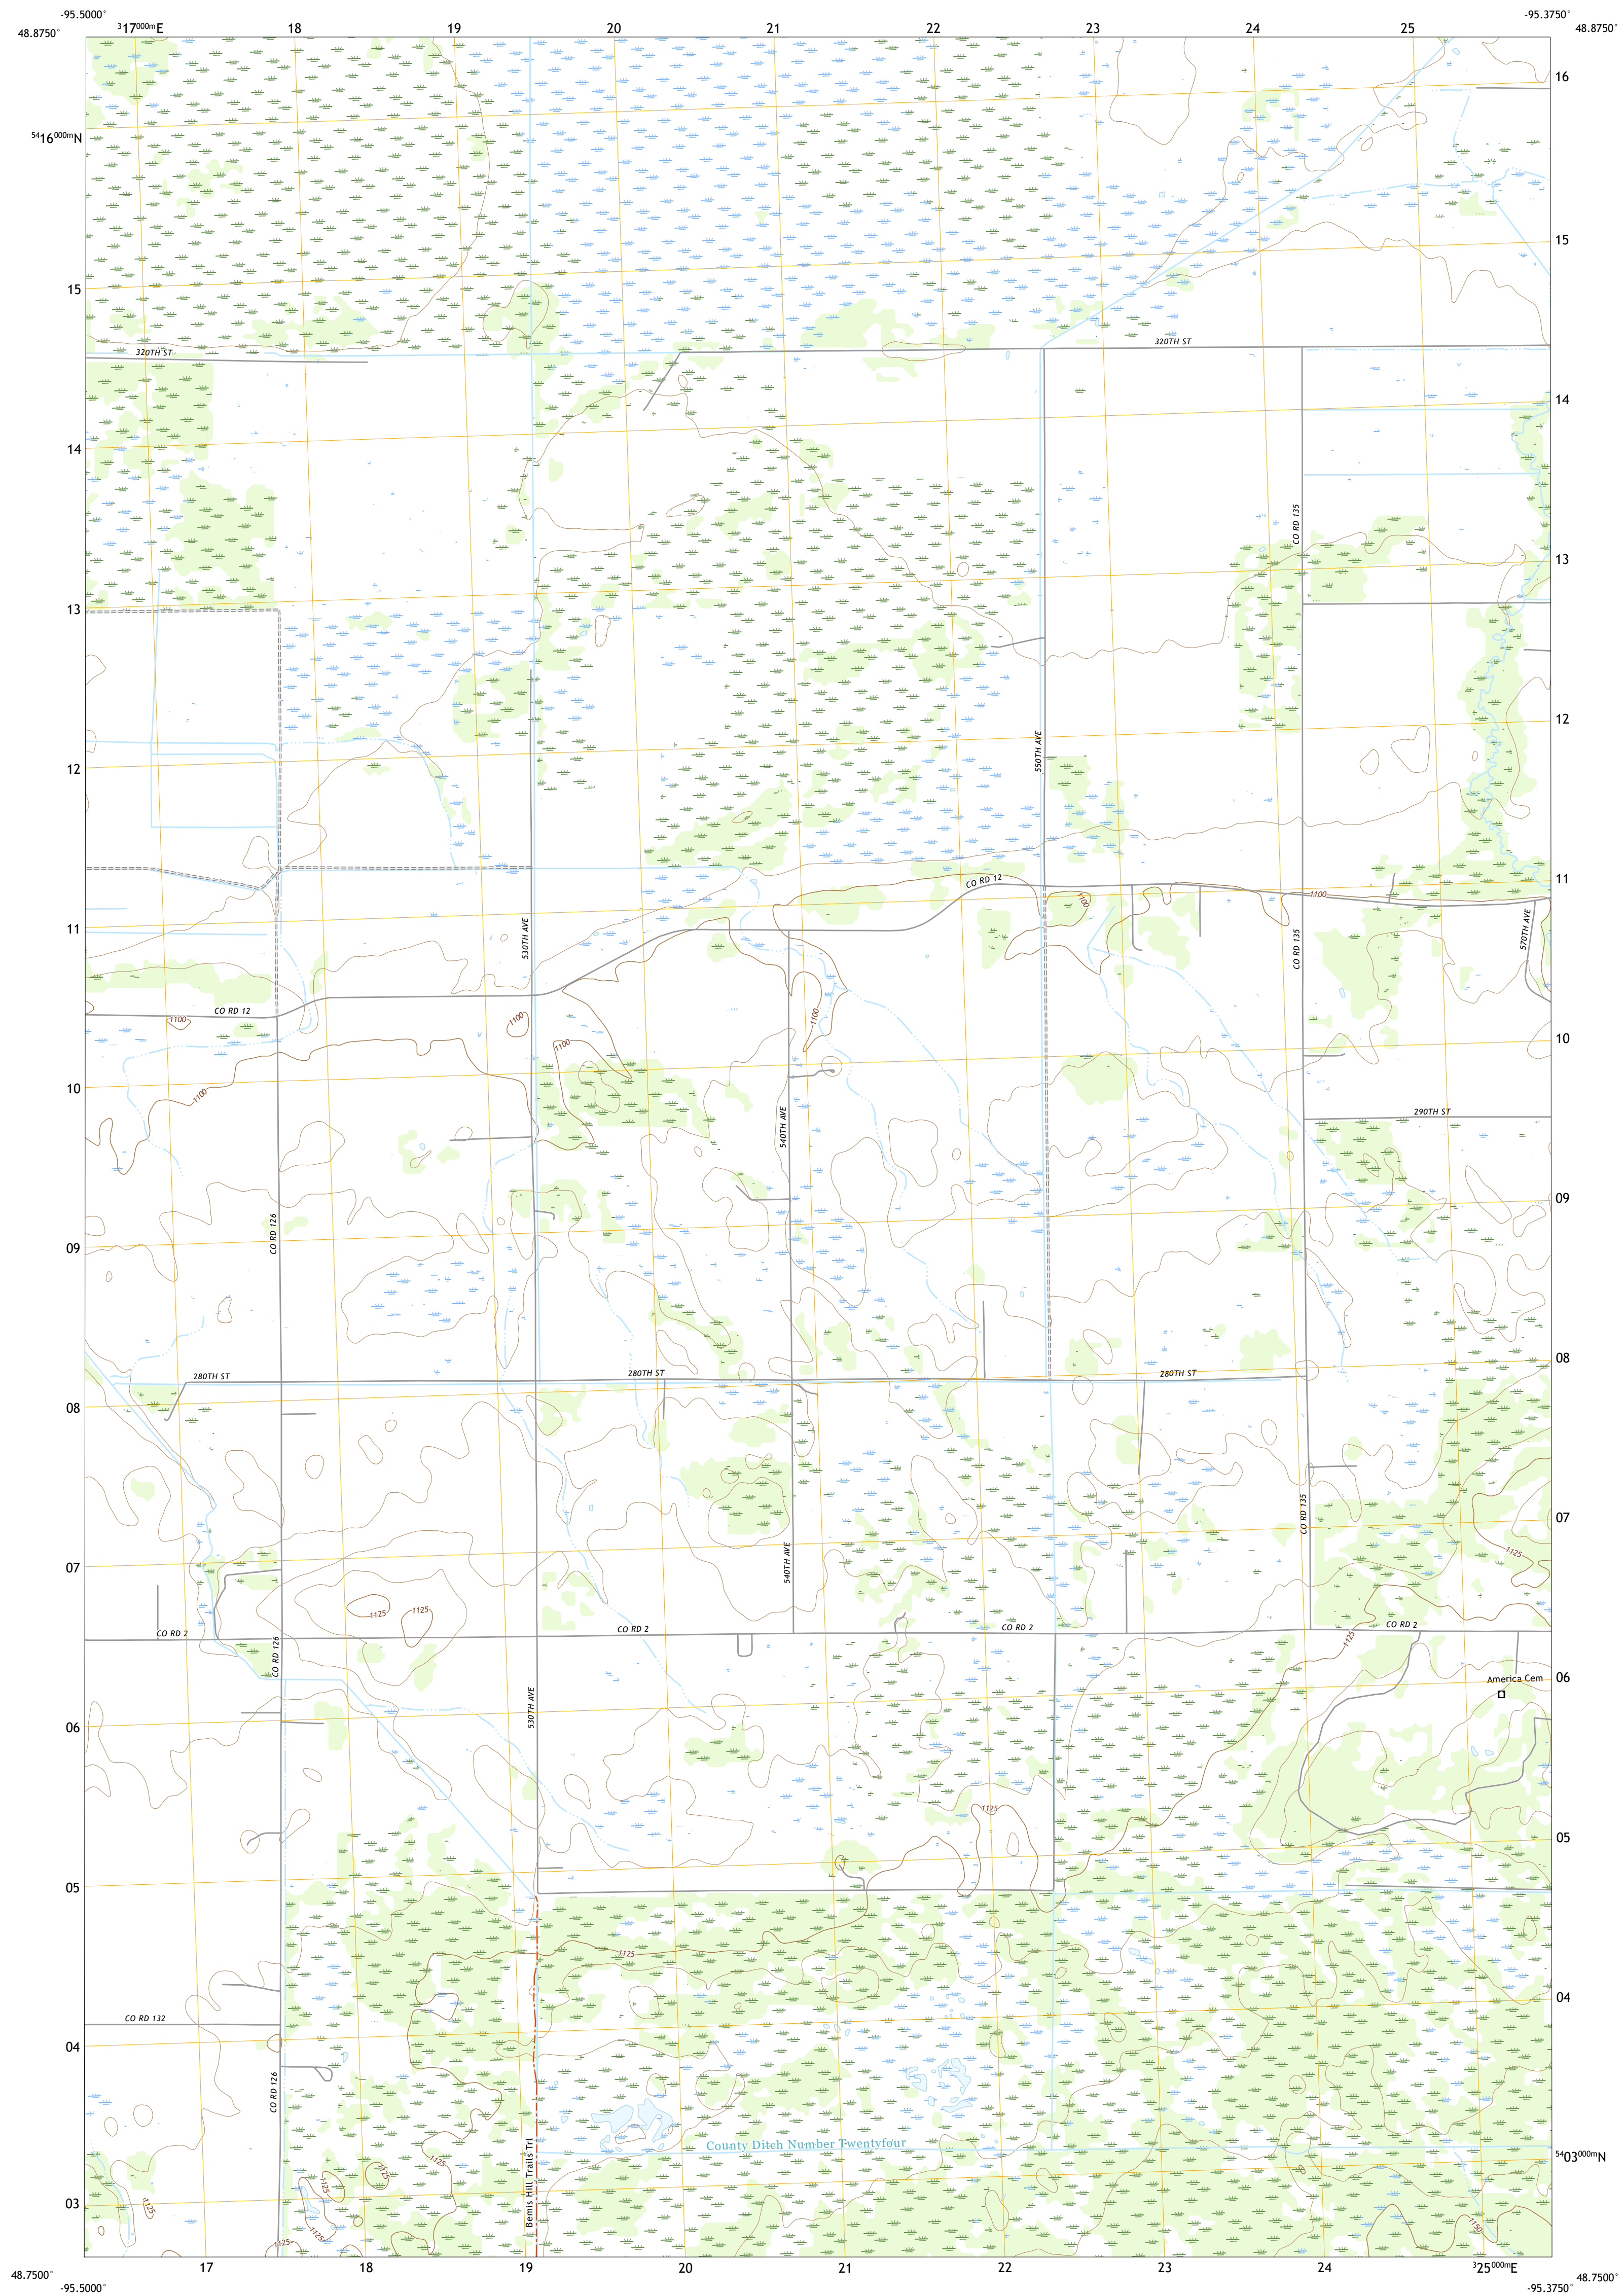 -95.5000°
-95.3750°
48.8750°
³17⁰⁰⁰ᵐE
18
19
20
21
22
23
24
25
48.8750°
16
⁵⁴16⁰⁰⁰ᵐN
15
15
320TH ST
320TH ST
14
14
CO RD 135
13
13
12
550TH AVE
12
11
CO RD 12
1100
1100
11
530TH AVE
CO RD 135
570TH AVE
CO RD 12
1100
1100
1100
1100
10
10
1100
290TH ST
540TH AVE
09
CO RD 126
09
08
280TH ST
280TH ST
280TH ST
08
CO RD 135
07
1125
540TH AVE
07
1125
1125
CO RD 2
CO RD 2
CO RD 2
CO RD 2
1125
CO RD 126
06
America Cem
530TH AVE
06
1125
05
05
1125
04
CO RD 132
04
CO RD 126
County Ditch Number Twentyfour
⁵⁴03⁰⁰⁰ᵐN
1125
1125
1125
Bemis Hill Trails Trl
03
1125
1125
1150
1125
17
18
19
20
21
22
23
24
³25⁰⁰⁰ᵐE
48.7500°
48.7500°
-95.5000°
-95.3750°